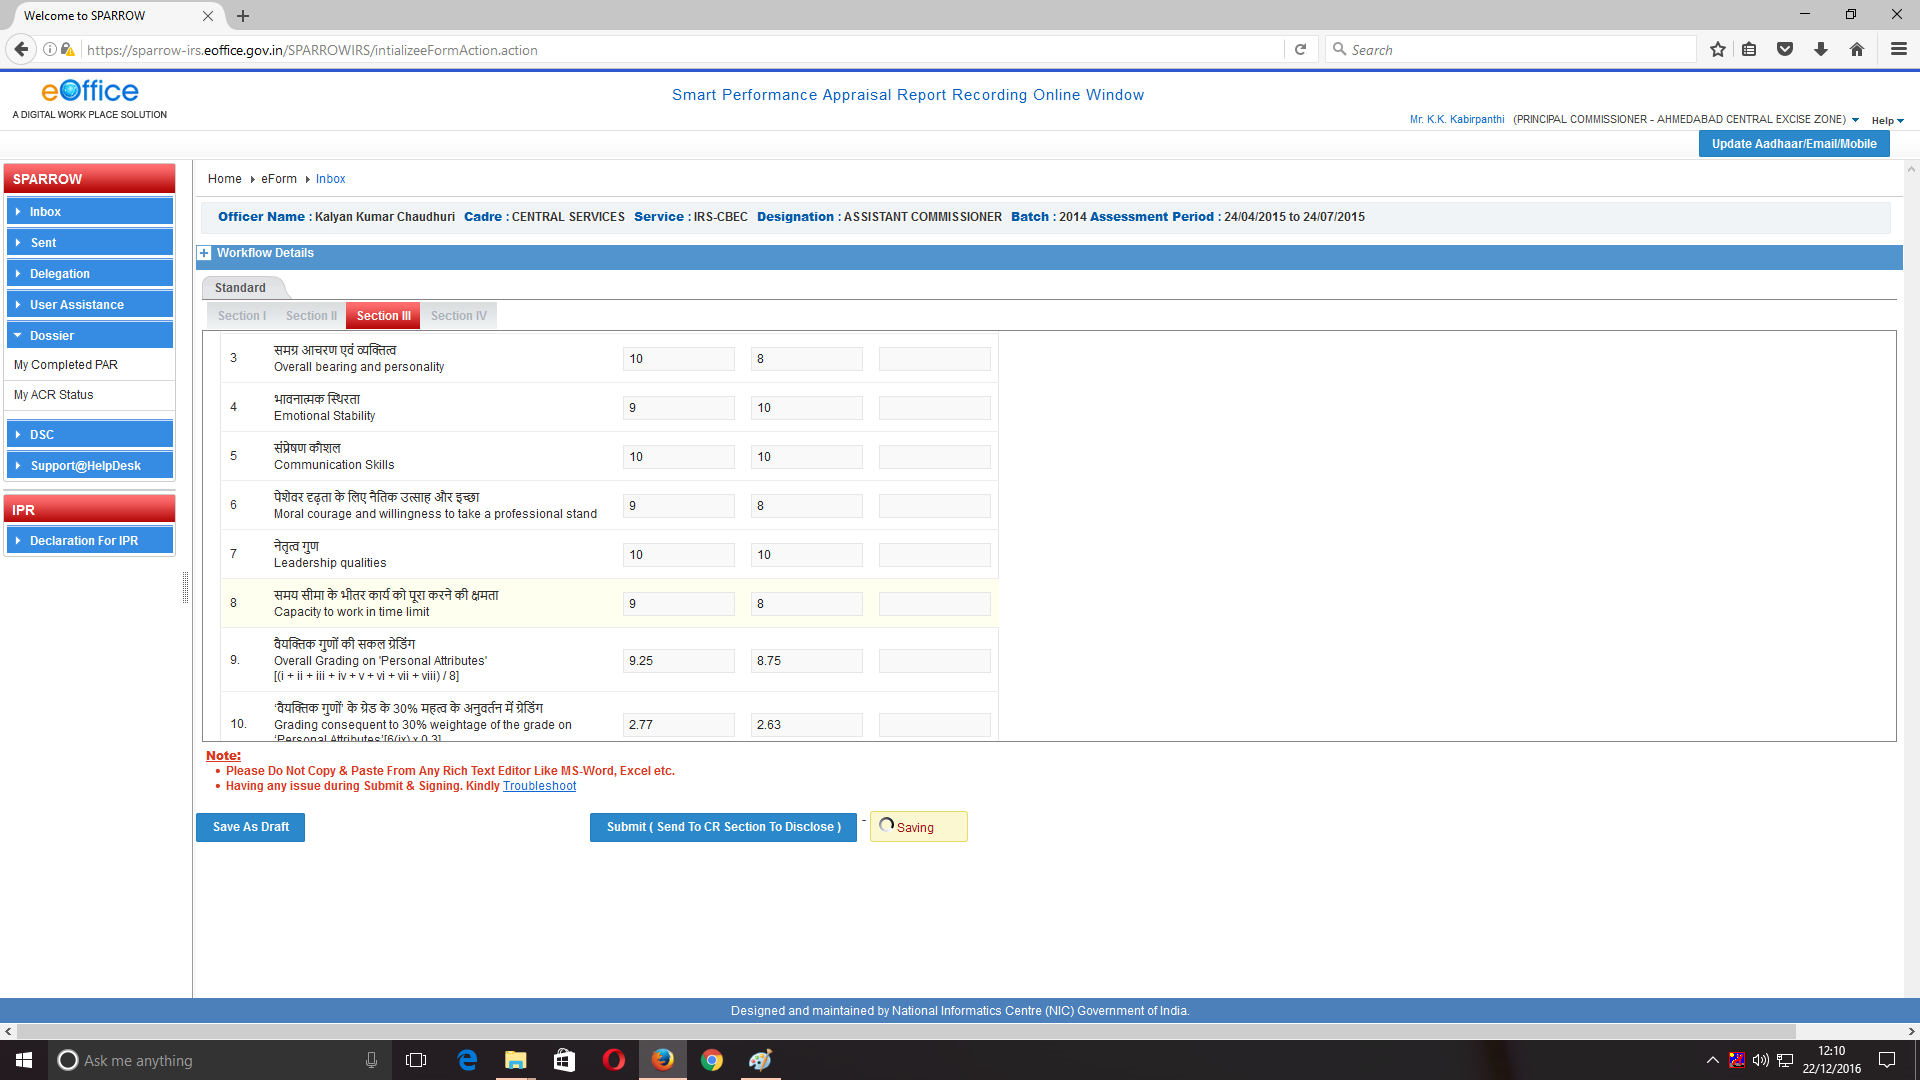 Welcome to SPARROW
https://sparrow-irs.eoffice.gov.in/SPARROWIRS/intializeeFormAction.action
Search
eOffice
A DIGITAL WORK PLACE SOLUTION
Smart Performance Appraisal Report Recording Online Window
Mr. K.K. Kabirpanthi (PRINCIPAL COMMISSIONER - AHMEDABAD CENTRAL EXCISE ZONE) Help
Update Aadhaar/Email/Mobile
SPARROW
Inbox
Sent
Delegation
User Assistance
Dossier
My Completed PAR
My ACR Status
DSC
Support@HelpDesk
IPR
Declaration For IPR
Home eForm Inbox
Officer Name : Kalyan Kumar Chaudhuri Cadre : CENTRAL SERVICES Service : IRS-CBEC Designation : ASSISTANT COMMISSIONER Batch : 2014 Assessment Period : 24/04/2015 to 24/07/2015
+ Workflow Details
Standard
Section I Section II Section III Section IV
समग्र आचरण एवं व्यक्तित्व
3 Overall bearing and personality 10 8
भावनात्मक स्थिरता
4 Emotional Stability 9 10
संप्रेषण कौशल
5 Communication Skills 10 10
पेशेवर दृढ़ता के लिए नैतिक उत्साह और इच्छा
6 Moral courage and willingness to take a professional stand 9 8
नेतृत्व गुण
7 Leadership qualities 10 10
समय सीमा के भीतर कार्य को पूरा करने की क्षमता
8 Capacity to work in time limit 9 8
वैयक्तिक गुणों की सकल ग्रेडिंग
9. Overall Grading on 'Personal Attributes' 9.25 8.75
[(i + ii + iii + iv + v + vi + vii + viii) / 8]
'वैयक्तिक गुणों' के ग्रेड के 30% महत्व के अनुवर्तन में ग्रेडिंग
10. Grading consequent to 30% weightage of the grade on 2.77 2.63
'Personal Attributes'[6(ix) x 0.3]
Note:
• Please Do Not Copy & Paste From Any Rich Text Editor Like MS-Word, Excel etc.
• Having any issue during Submit & Signing. Kindly Troubleshoot
Save As Draft Submit ( Send To CR Section To Disclose ) - Saving
Designed and maintained by National Informatics Centre (NIC) Government of India.
Ask me anything
12:10
22/12/2016